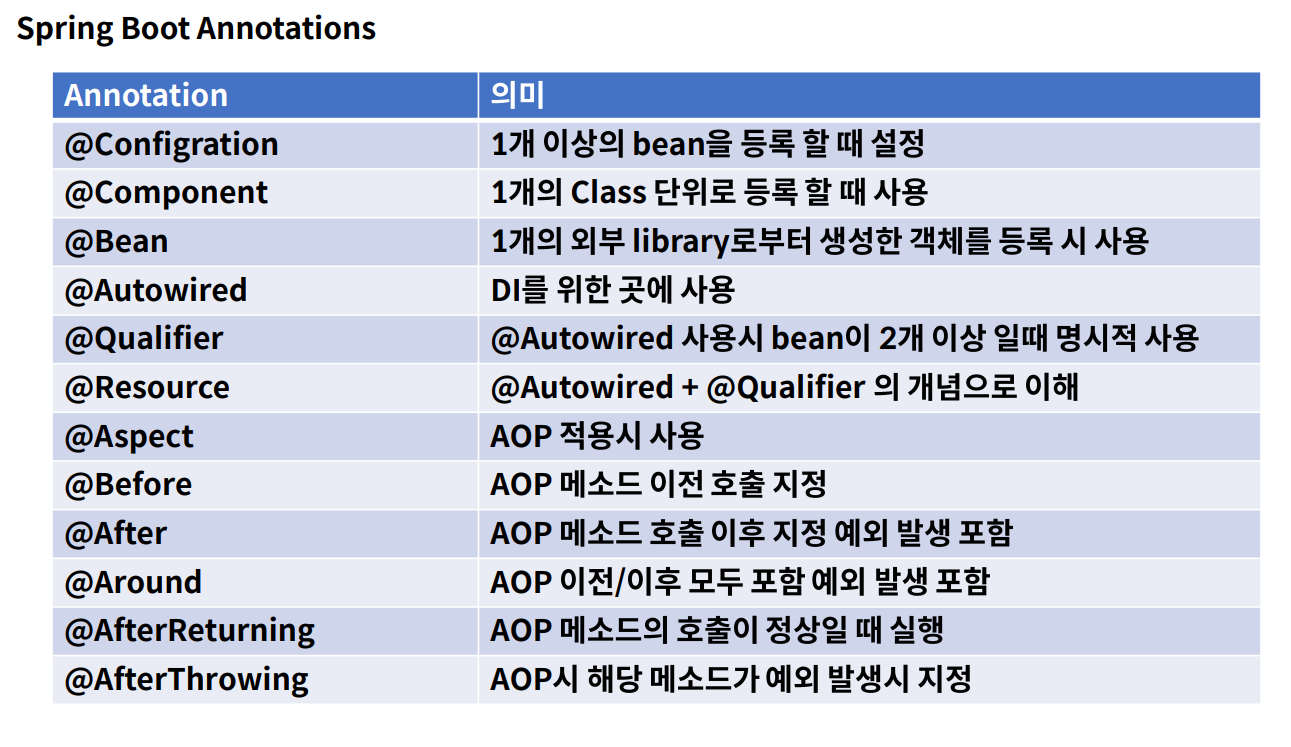 Spring Boot Annotations
Annotation 의미
@Configration 1개 이상의 bean을 등록 할 때 설정
@Component 1개의 Class 단위로 등록 할 때 사용
@Bean 1개의 외부 library로부터 생성한 객체를 등록 시 사용
@Autowired DI를 위한 곳에 사용
@Qualifier @Autowired 사용시 bean이 2개 이상 일때 명시적 사용
@Resource @Autowired + @Qualifier 의 개념으로 이해
@Aspect AOP 적용시 사용
@Before AOP 메소드 이전 호출 지정
@After AOP 메소드 호출 이후 지정 예외 발생 포함
@Around AOP 이전/이후 모두 포함 예외 발생 포함
@AfterReturning AOP 메소드의 호출이 정상일 때 실행
@AfterThrowing AOP시 해당 메소드가 예외 발생시 지정